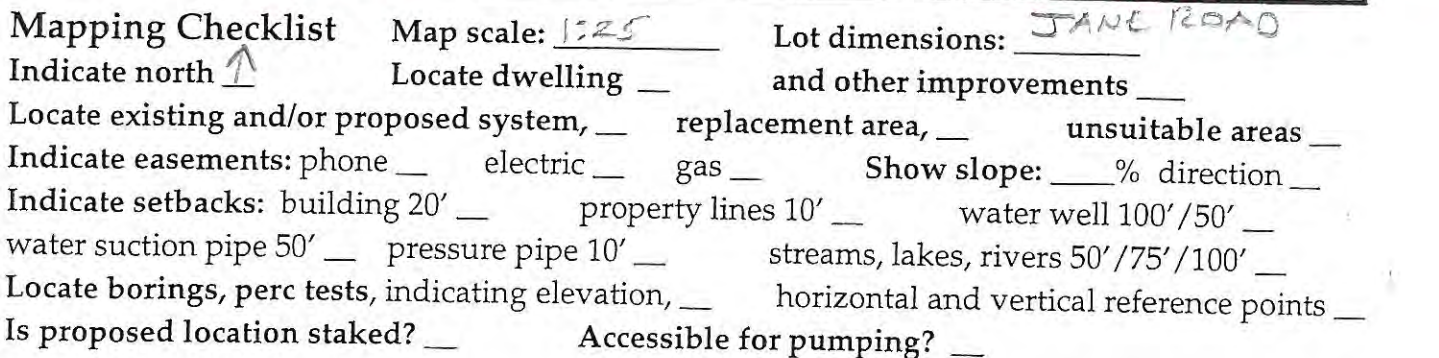 Mapping Checklist Map scale: 1:25 Lot dimensions: JANE ROAD
Indicate north ↑ Locate dwelling __ and other improvements ___
Locate existing and/or proposed system, __ replacement area, __ unsuitable areas __
Indicate easements: phone __ electric __ gas __ Show slope: ____% direction __
Indicate setbacks: building 20′ __ property lines 10′ __ water well 100′/50′ __
water suction pipe 50′ __ pressure pipe 10′ __ streams, lakes, rivers 50′/75′/100′ __
Locate borings, perc tests, indicating elevation, __ horizontal and vertical reference points __
Is proposed location staked? __ Accessible for pumping? __